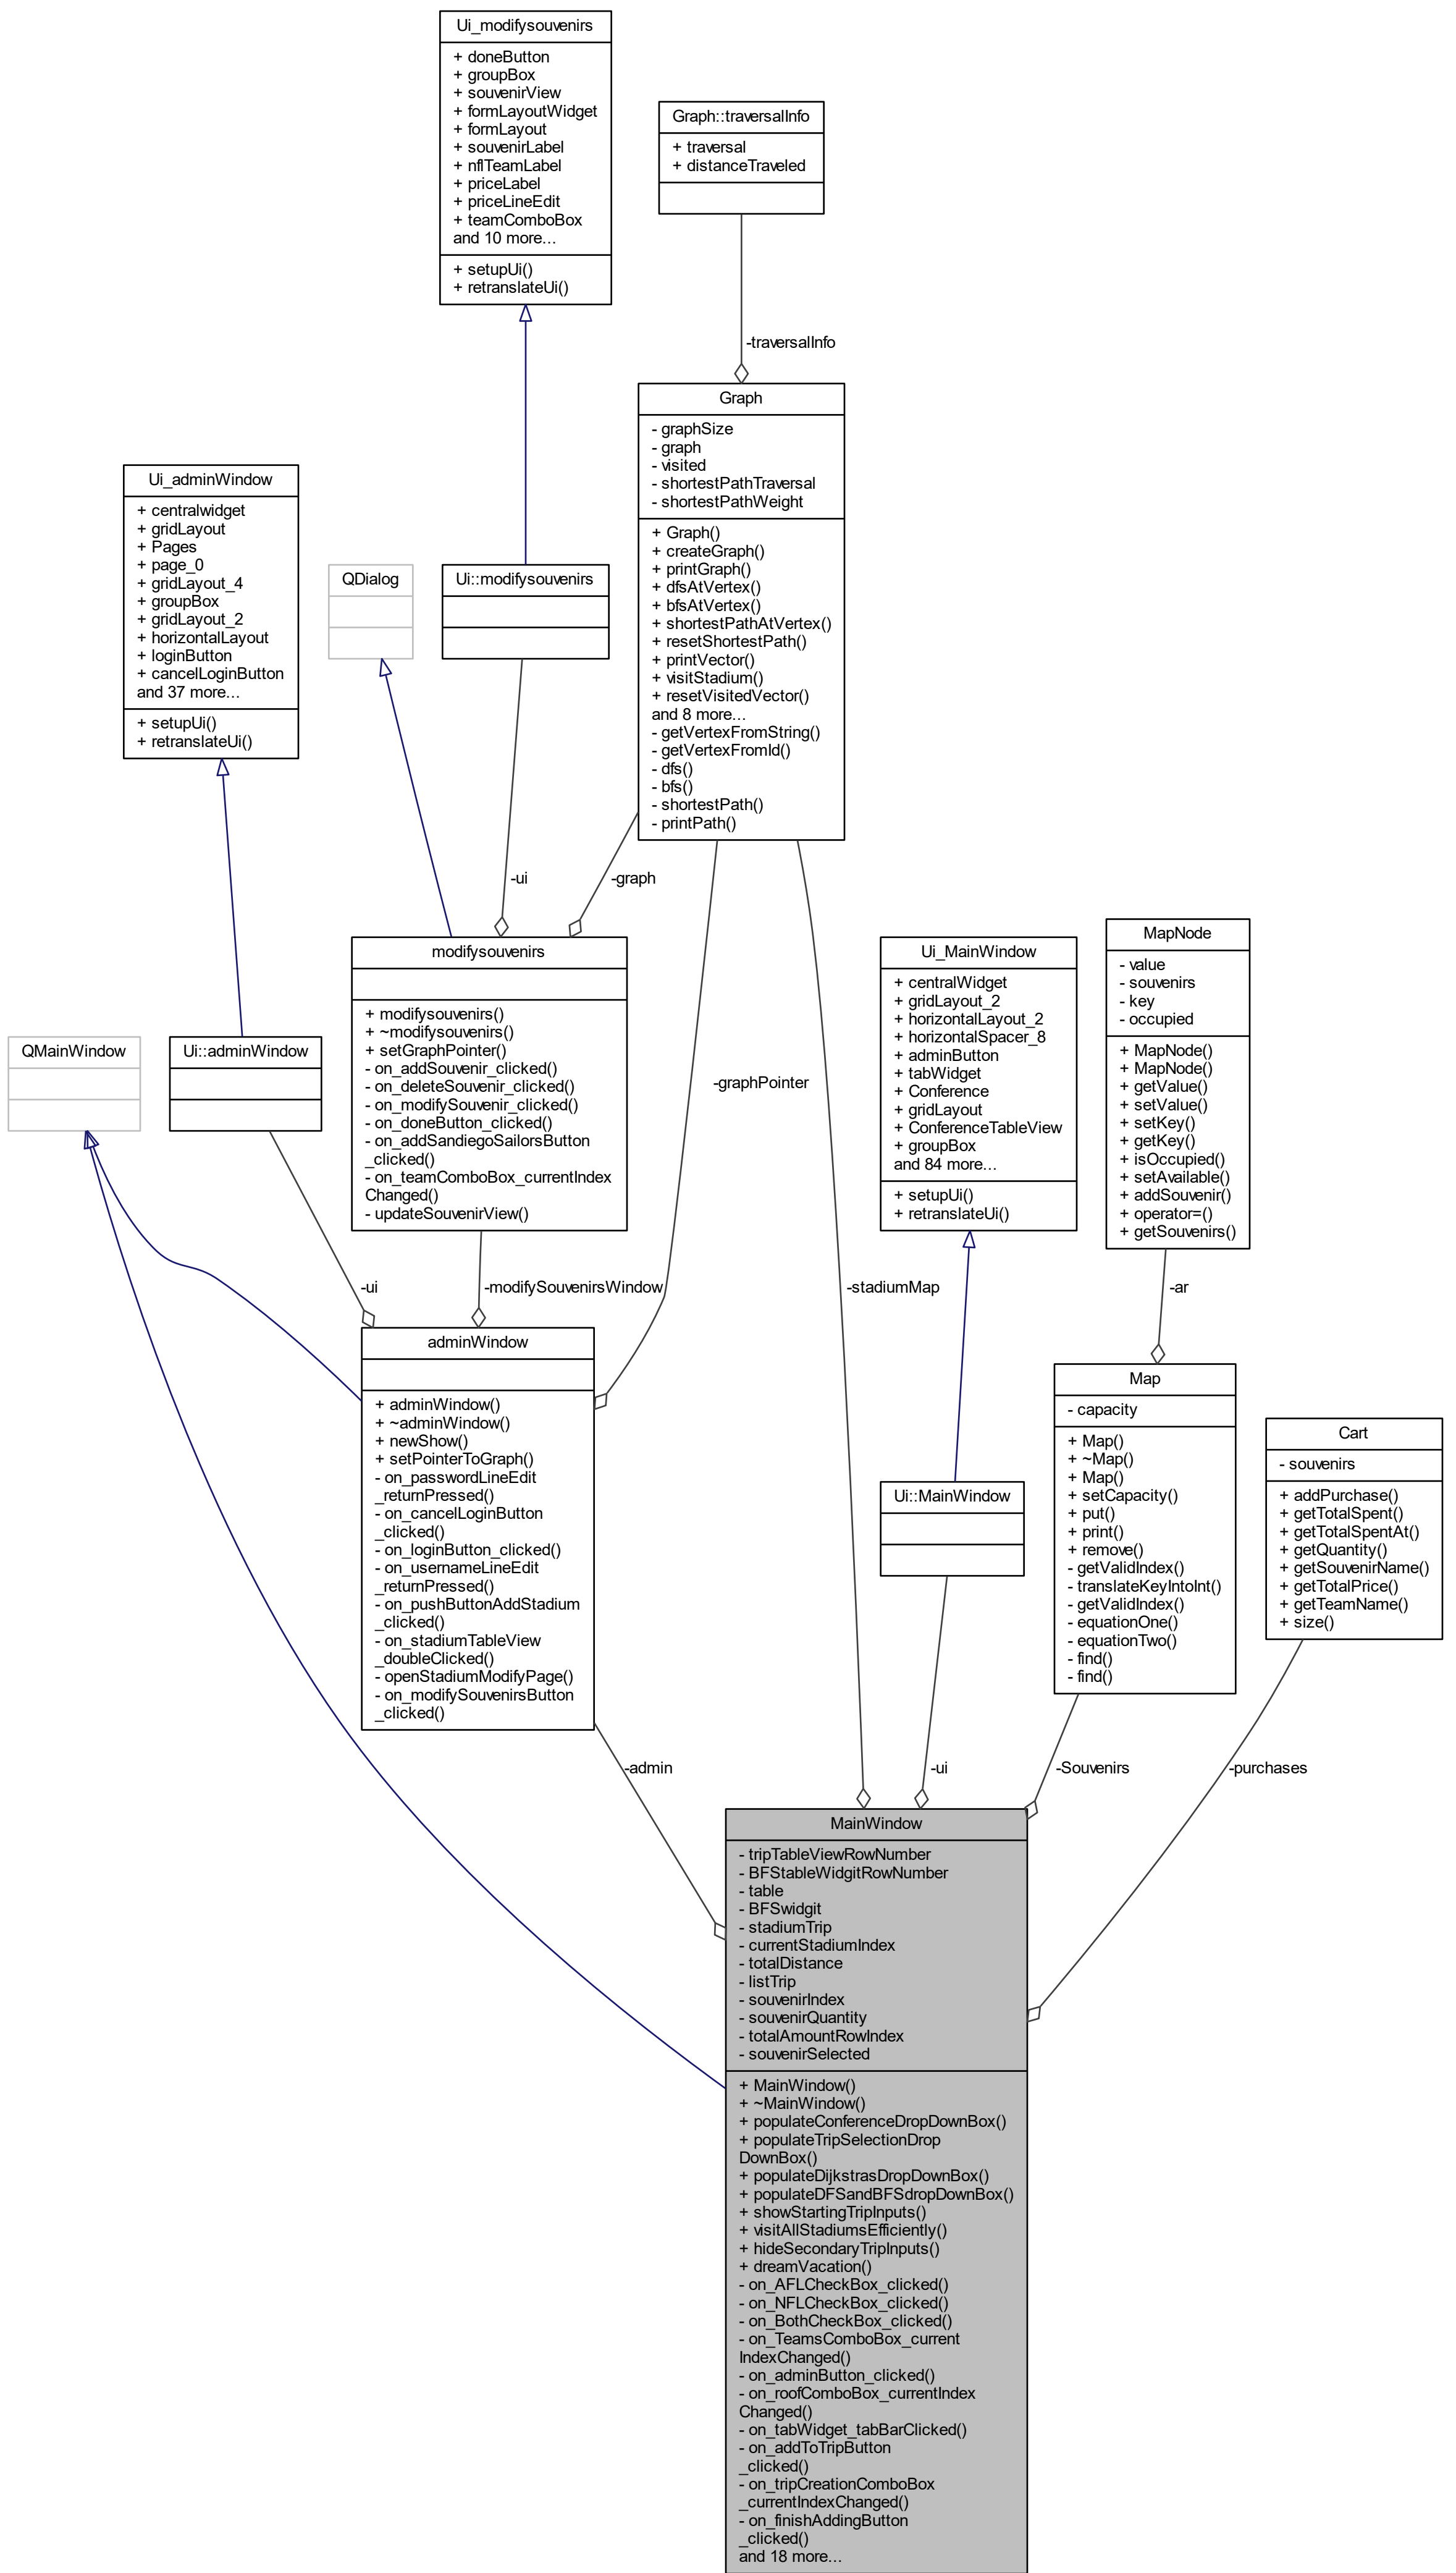 Ui_modifysouvenirs
+ doneButton
+ groupBox
+ souvenirView
+ formLayoutWidget
+ formLayout
+ souvenirLabel
+ nflTeamLabel
+ priceLabel
+ priceLineEdit
+ teamComboBox
and 10 more...
+ setupUi()
+ retranslateUi()
Graph::traversalInfo
+ traversal
+ distanceTraveled
-traversalInfo
Graph
- graphSize
- graph
- visited
- shortestPathTraversal
- shortestPathWeight
+ Graph()
+ createGraph()
+ printGraph()
+ dfsAtVertex()
+ bfsAtVertex()
+ shortestPathAtVertex()
+ resetShortestPath()
+ printVector()
+ visitStadium()
+ resetVisitedVector()
and 8 more...
- getVertexFromString()
- getVertexFromId()
- dfs()
- bfs()
- shortestPath()
- printPath()
Ui_adminWindow
+ centralwidget
+ gridLayout
+ Pages
+ page_0
+ gridLayout_4
+ groupBox
+ gridLayout_2
+ horizontalLayout
+ loginButton
+ cancelLoginButton
and 37 more...
+ setupUi()
+ retranslateUi()
QDialog
Ui::modifysouvenirs
-ui
-graph
modifysouvenirs
+ modifysouvenirs()
+ ~modifysouvenirs()
+ setGraphPointer()
- on_addSouvenir_clicked()
- on_deleteSouvenir_clicked()
- on_modifySouvenir_clicked()
- on_doneButton_clicked()
- on_addSandiegoSailorsButton
_clicked()
- on_teamComboBox_currentIndex
Changed()
- updateSouvenirView()
QMainWindow
Ui::adminWindow
-graphPointer
Ui_MainWindow
+ centralWidget
+ gridLayout_2
+ horizontalLayout_2
+ horizontalSpacer_8
+ adminButton
+ tabWidget
+ Conference
+ gridLayout
+ ConferenceTableView
+ groupBox
and 84 more...
+ setupUi()
+ retranslateUi()
MapNode
- value
- souvenirs
- key
- occupied
+ MapNode()
+ MapNode()
+ getValue()
+ setValue()
+ setKey()
+ getKey()
+ isOccupied()
+ setAvailable()
+ addSouvenir()
+ operator=()
+ getSouvenirs()
-ui
-modifySouvenirsWindow
-stadiumMap
-ar
adminWindow
+ adminWindow()
+ ~adminWindow()
+ newShow()
+ setPointerToGraph()
- on_passwordLineEdit
_returnPressed()
- on_cancelLoginButton
_clicked()
- on_loginButton_clicked()
- on_usernameLineEdit
_returnPressed()
- on_pushButtonAddStadium
_clicked()
- on_stadiumTableView
_doubleClicked()
- openStadiumModifyPage()
- on_modifySouvenirsButton
_clicked()
Ui::MainWindow
Map
- capacity
+ Map()
+ ~Map()
+ Map()
+ setCapacity()
+ put()
+ print()
+ remove()
- getValidIndex()
- translateKeyIntoInt()
- getValidIndex()
- equationOne()
- equationTwo()
- find()
- find()
Cart
- souvenirs
+ addPurchase()
+ getTotalSpent()
+ getTotalSpentAt()
+ getQuantity()
+ getSouvenirName()
+ getTotalPrice()
+ getTeamName()
+ size()
-admin
-ui
-Souvenirs
-purchases
MainWindow
- tripTableViewRowNumber
- BFStableWidgitRowNumber
- table
- BFSwidgit
- stadiumTrip
- currentStadiumIndex
- totalDistance
- listTrip
- souvenirIndex
- souvenirQuantity
- totalAmountRowIndex
- souvenirSelected
+ MainWindow()
+ ~MainWindow()
+ populateConferenceDropDownBox()
+ populateTripSelectionDrop
DownBox()
+ populateDijkstrasDropDownBox()
+ populateDFSandBFSdropDownBox()
+ showStartingTripInputs()
+ visitAllStadiumsEfficiently()
+ hideSecondaryTripInputs()
+ dreamVacation()
- on_AFLCheckBox_clicked()
- on_NFLCheckBox_clicked()
- on_BothCheckBox_clicked()
- on_TeamsComboBox_current
IndexChanged()
- on_adminButton_clicked()
- on_roofComboBox_currentIndex
Changed()
- on_tabWidget_tabBarClicked()
- on_addToTripButton
_clicked()
- on_tripCreationComboBox
_currentIndexChanged()
- on_finishAddingButton
_clicked()
and 18 more...